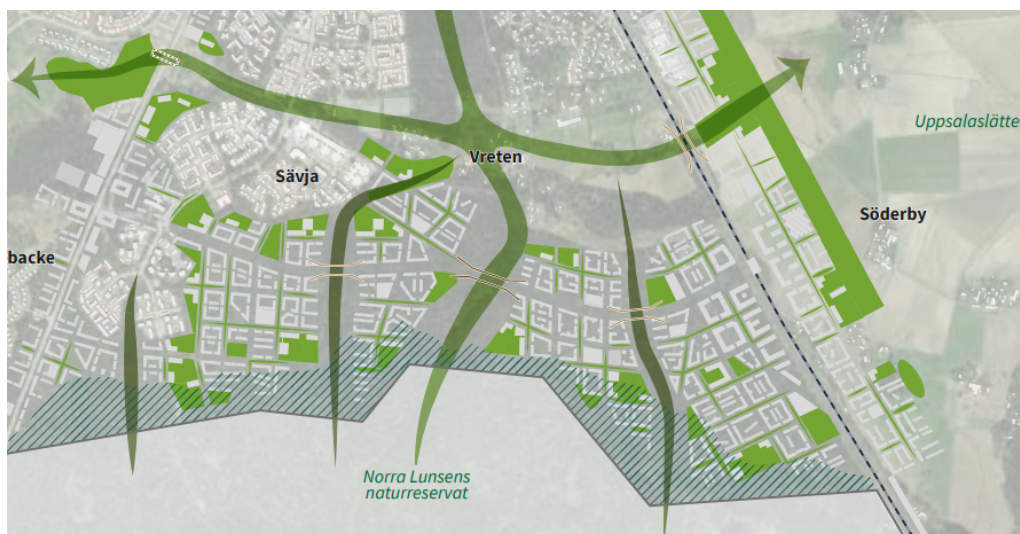 Uppsalaslätte
Vreten
Sävja
Söderby
backe
Norra Lunsens
naturreservat